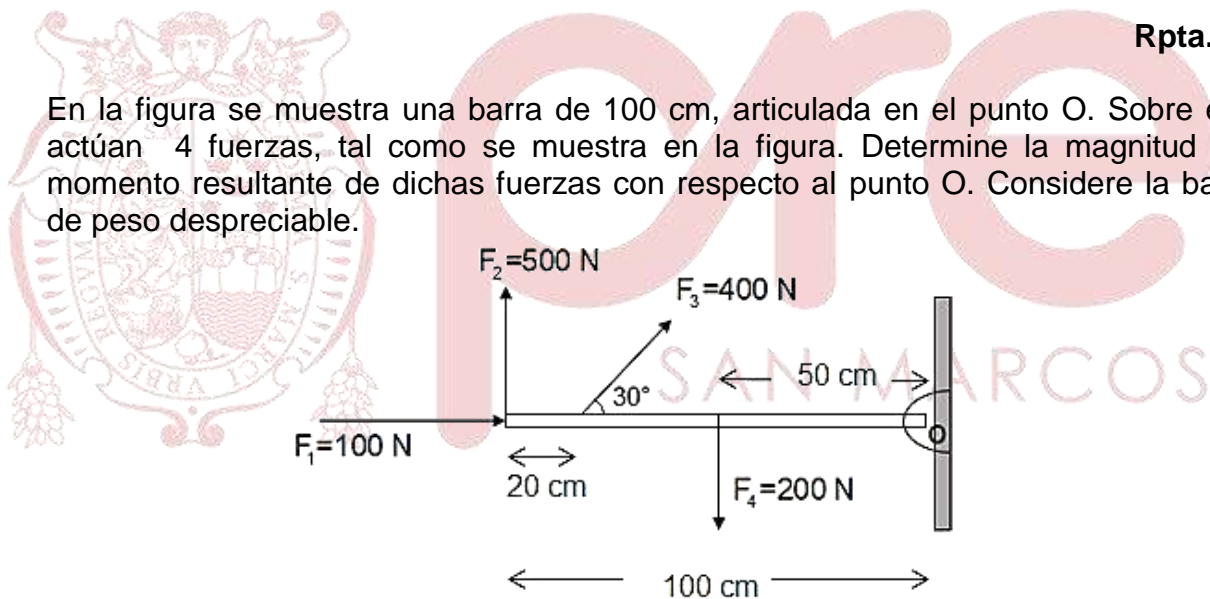 Rpta.
En la figura se muestra una barra de 100 cm, articulada en el punto O. Sobre e
actúan 4 fuerzas, tal como se muestra en la figura. Determine la magnitud
momento resultante de dichas fuerzas con respecto al punto O. Considere la ba
de peso despreciable.
F₂=500 N
F₃=400 N
50 cm
30°
O
F₁=100 N
20 cm
F₄=200 N
100 cm
pre
SAN MARCOS